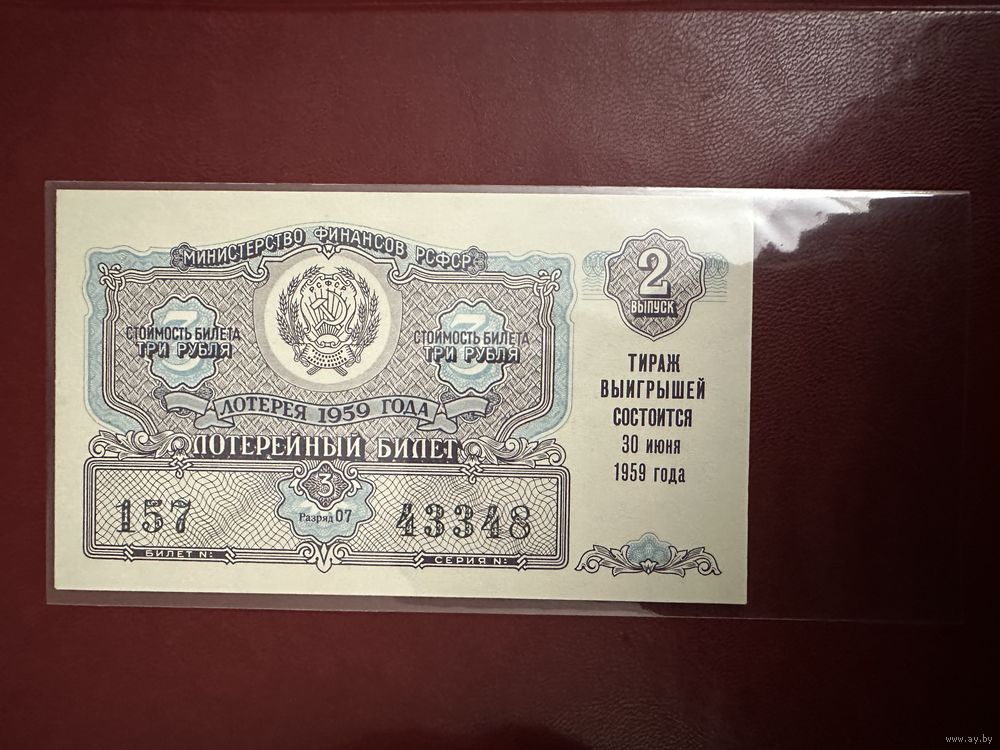 МИНИСТЕРСТВО ФИНАНСОВ РСФСР
РСФСР
3
СТОИМОСТЬ БИЛЕТА
ТРИ РУБЛЯ
3
СТОИМОСТЬ БИЛЕТА
ТРИ РУБЛЯ
ЛОТЕРЕЯ 1959 ГОДА
ЛОТЕРЕЙНЫЙ БИЛЕТ
3
Разряд 07
157
43348
БИЛЕТ №:
СЕРИЯ №:
2
ВЫПУСК
ТИРАЖ
ВЫИГРЫШЕЙ
СОСТОИТСЯ
30 июня
1959 года
www.ay.by